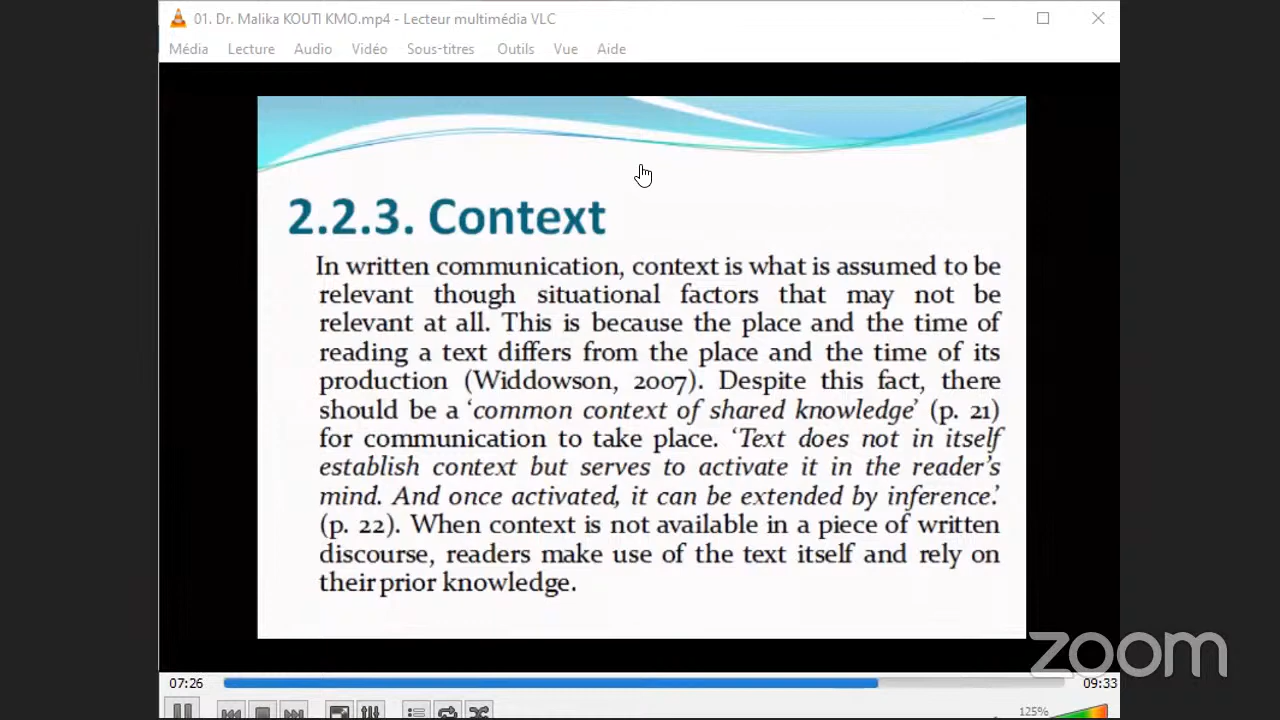 01. Dr. Malika KOUTI KMO.mp4 - Lecteur multimédia VLC
Média Lecture Audio Vidéo Sous-titres Outils Vue Aide
2.2.3. Context
In written communication, context is what is assumed to be
relevant though situational factors that may not be
relevant at all. This is because the place and the time of
reading a text differs from the place and the time of its
production (Widdowson, 2007). Despite this fact, there
should be a ‘common context of shared knowledge’ (p. 21)
for communication to take place. ‘Text does not in itself
establish context but serves to activate it in the reader’s
mind. And once activated, it can be extended by inference.’
(p. 22). When context is not available in a piece of written
discourse, readers make use of the text itself and rely on
their prior knowledge.
zoom
07:26 09:33
125%